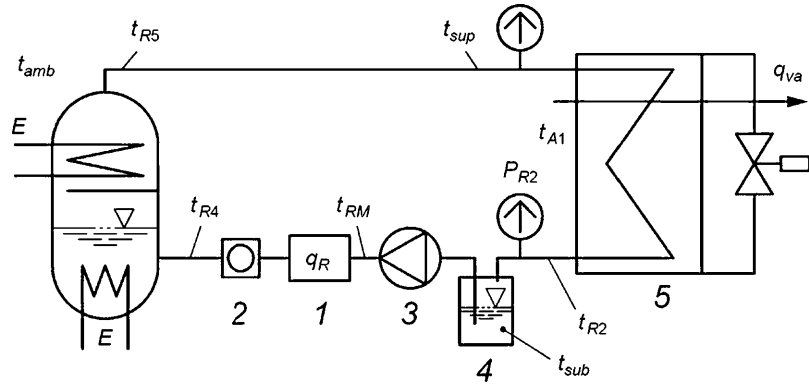 t_R5
t_sup
t_amb
q_va
E
t_A1
P_R2
t_R4
t_RM
q_R
2
1
3
5
4
t_R2
E
t_sub